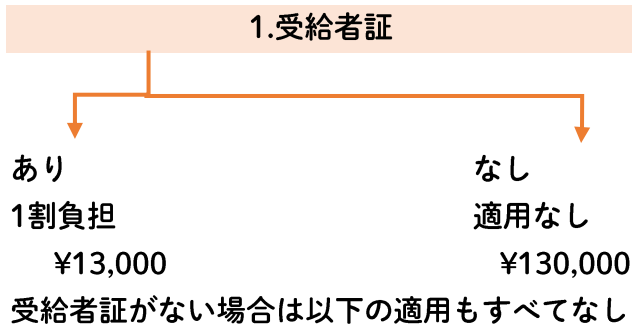 1.受給者証
あり
なし
1割負担
適用なし
¥13,000
¥130,000
受給者証がない場合は以下の適用もすべてなし